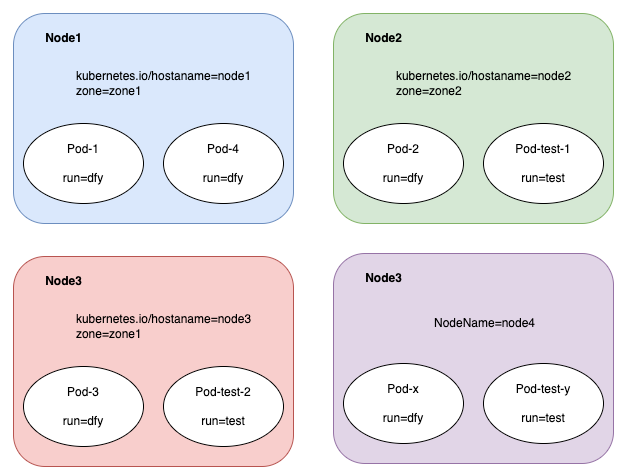 Node1
kubernetes.io/hostaname=node1
zone=zone1
Pod-1
run=dfy
Pod-4
run=dfy
Node2
kubernetes.io/hostaname=node2
zone=zone2
Pod-2
run=dfy
Pod-test-1
run=test
Node3
kubernetes.io/hostaname=node3
zone=zone1
Pod-3
run=dfy
Pod-test-2
run=test
Node3
NodeName=node4
Pod-x
run=dfy
Pod-test-y
run=test